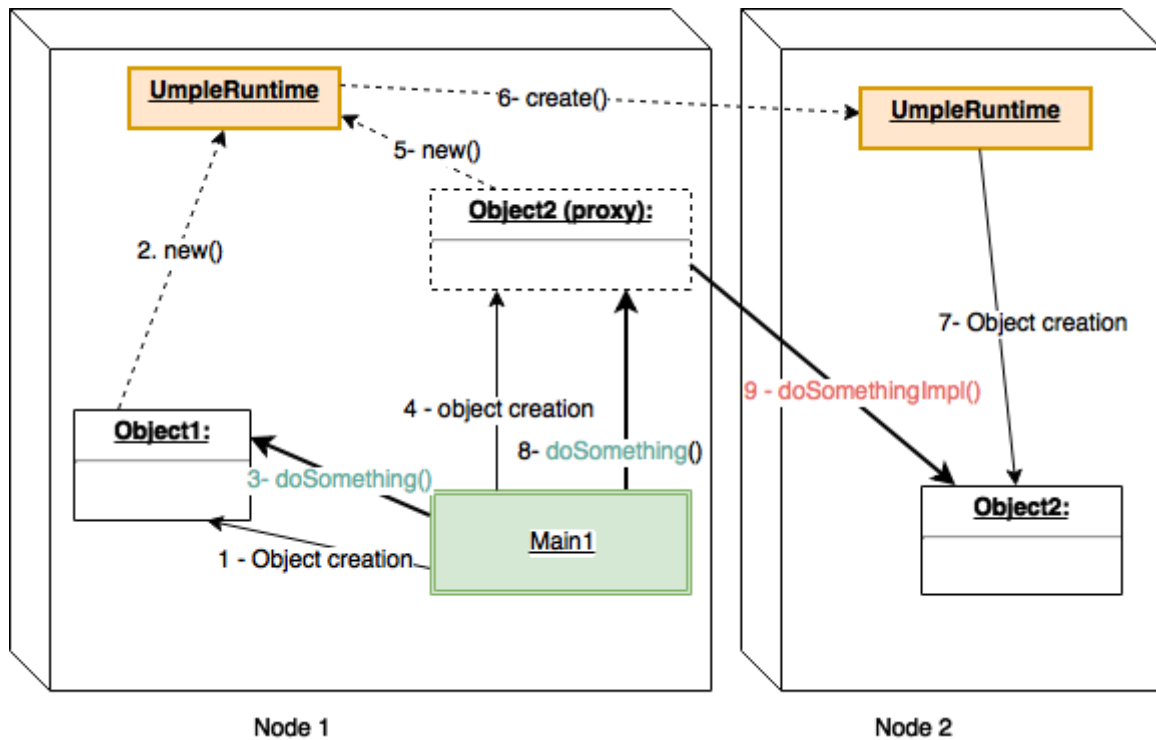 UmpleRuntime
6- create()
UmpleRuntime
5- new()
Object2 (proxy):
2. new()
7- Object creation
9 - doSomethingImpl()
4 - object creation
Object1:
8- doSomething()
3- doSomething()
Object2:
Main1
1 - Object creation
Node 1
Node 2